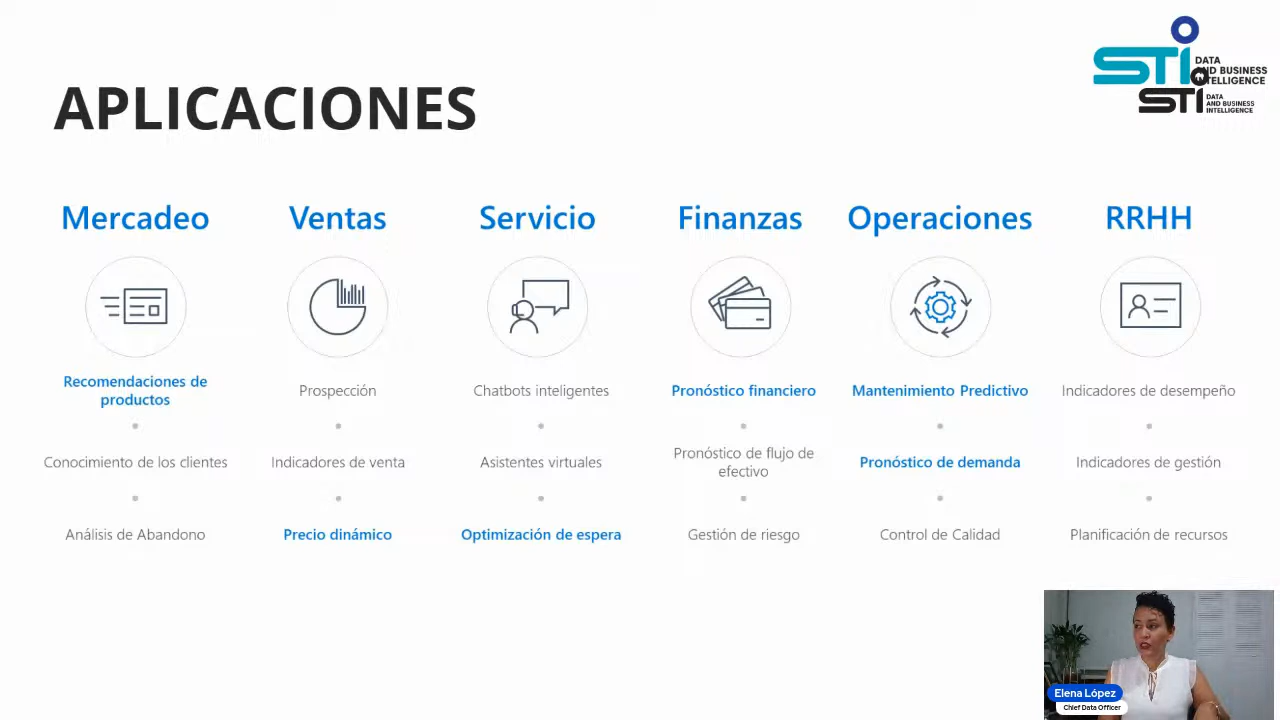 APLICACIONES
STI
DATA
AND BUSINESS
INTELLIGENCE
STI
DATA
AND BUSINESS
INTELLIGENCE
Mercadeo
Ventas
Servicio
Finanzas
Operaciones
RRHH
Recomendaciones de
productos
Prospección
Chatbots inteligentes
Pronóstico financiero
Mantenimiento Predictivo
Indicadores de desempeño
Conocimiento de los clientes
Indicadores de venta
Asistentes virtuales
Pronóstico de flujo de
efectivo
Pronóstico de demanda
Indicadores de gestión
Análisis de Abandono
Precio dinámico
Optimización de espera
Gestión de riesgo
Control de Calidad
Planificación de recursos
Elena López
Chief Data Officer